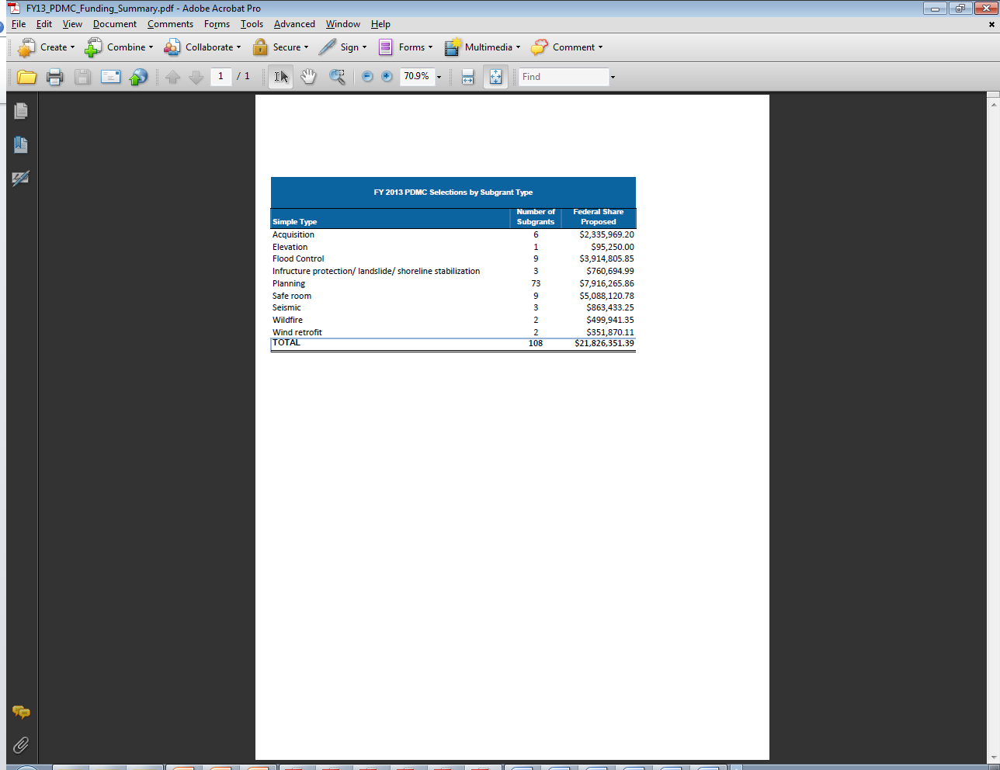 FY13_PDMC_Funding_Summary.pdf - Adobe Acrobat Pro
File Edit View Document Comments Forms Tools Advanced Window Help
Create Combine Collaborate Secure Sign Forms Multimedia Comment
1 / 1 70.9% Find
FY 2013 PDMC Selections by Subgrant Type
Simple Type Number of Subgrants Federal Share Proposed
Acquisition 6 $2,335,969.20
Elevation 1 $95,250.00
Flood Control 9 $3,914,805.85
Infructure protection/ landslide/ shoreline stabilization 3 $760,694.99
Planning 73 $7,916,265.86
Safe room 9 $5,088,120.78
Seismic 3 $863,433.25
Wildfire 2 $499,941.35
Wind retrofit 2 $351,870.11
TOTAL 108 $21,826,351.39